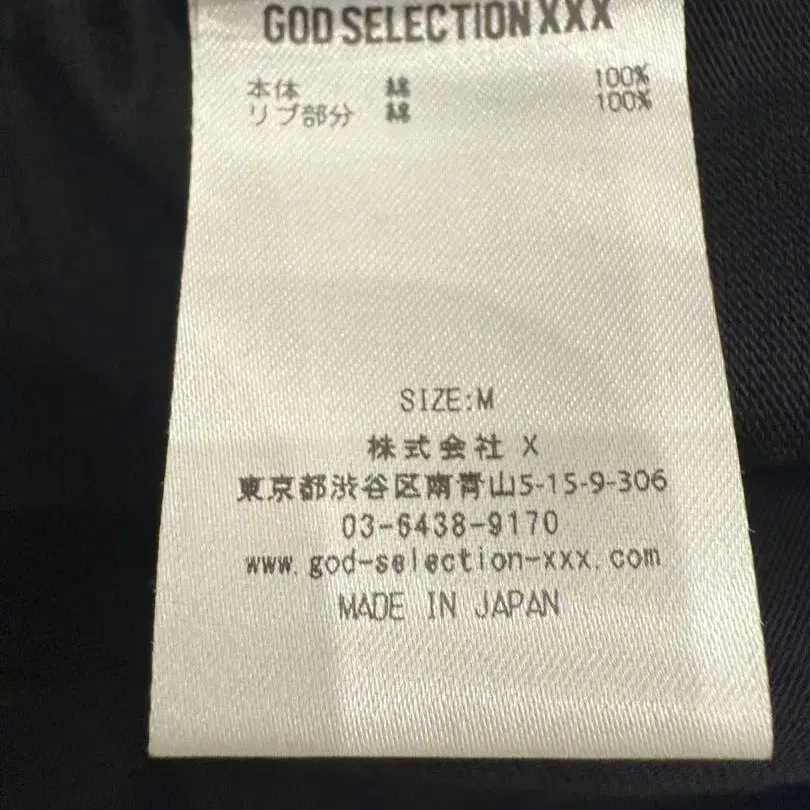 GOD SELECTION XXX
本体 綿 100%
リブ部分 綿 100%
SIZE:M
株式会社 X
東京都渋谷区南青山5-15-9-306
03-6438-9170
www.god-selection-xxx.com
MADE IN JAPAN